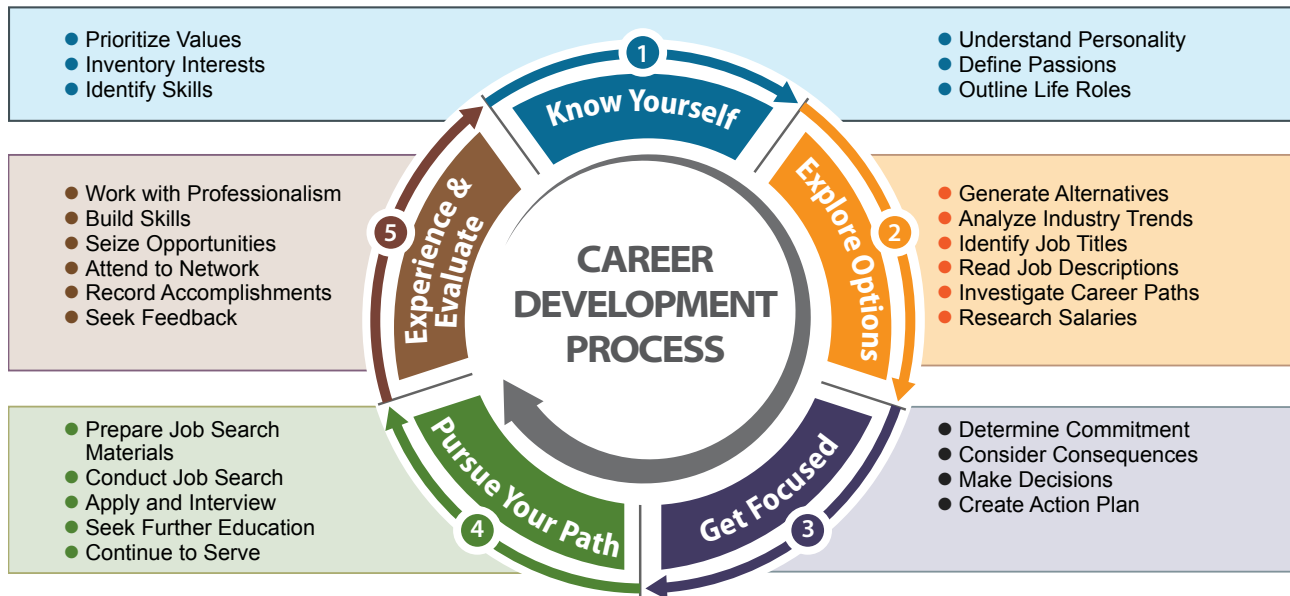 CAREER
DEVELOPMENT
PROCESS
1
Know Yourself
Prioritize Values
Inventory Interests
Identify Skills
Understand Personality
Define Passions
Outline Life Roles
2
Explore Options
Generate Alternatives
Analyze Industry Trends
Identify Job Titles
Read Job Descriptions
Investigate Career Paths
Research Salaries
3
Get Focused
Determine Commitment
Consider Consequences
Make Decisions
Create Action Plan
4
Pursue Your Path
Prepare Job Search
Materials
Conduct Job Search
Apply and Interview
Seek Further Education
Continue to Serve
5
Experience &
Evaluate
Work with Professionalism
Build Skills
Seize Opportunities
Attend to Network
Record Accomplishments
Seek Feedback